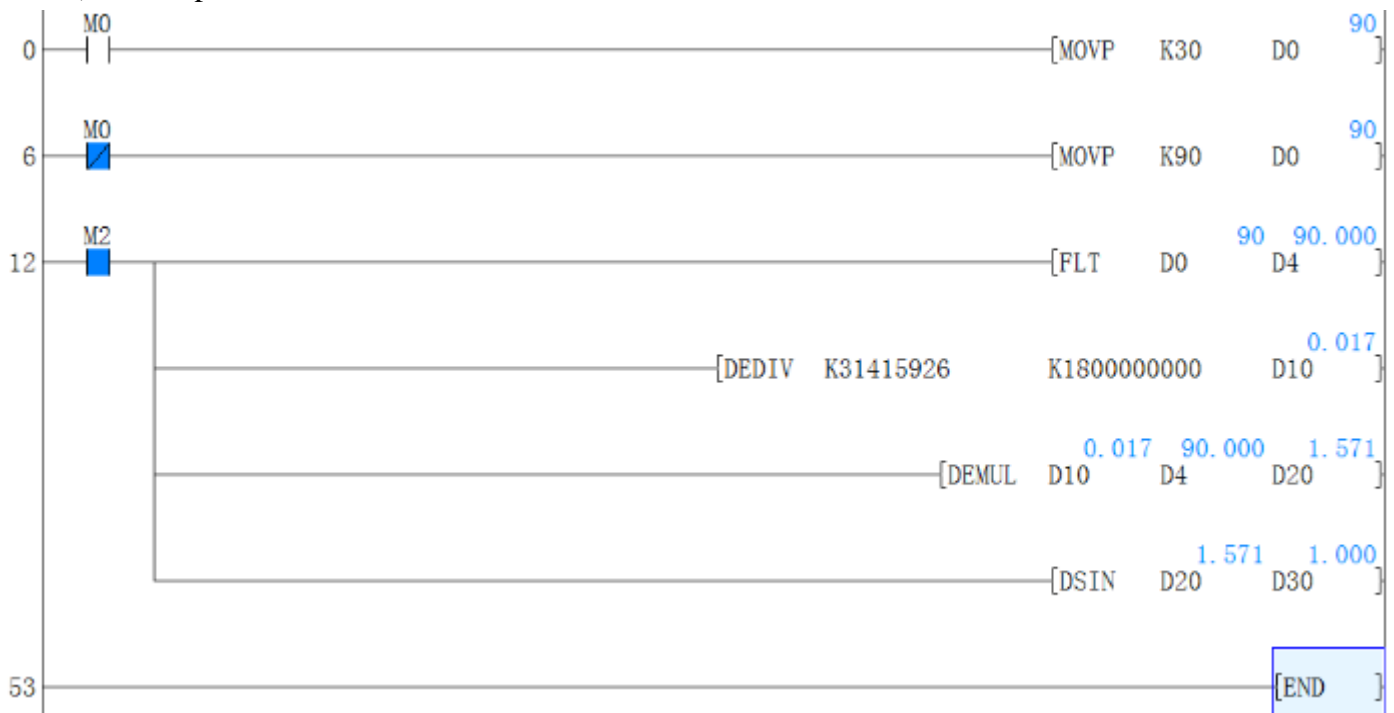 M0 90
0 [MOVP K30 D0 ]
M0 90
6 [MOVP K90 D0 ]
M2 90 90.000
12 [FLT D0 D4 ]
0.017
[DEDIV K31415926 K1800000000 D10 ]
0.017 90.000 1.571
[DEMUL D10 D4 D20 ]
1.571 1.000
[DSIN D20 D30 ]
53 [END ]